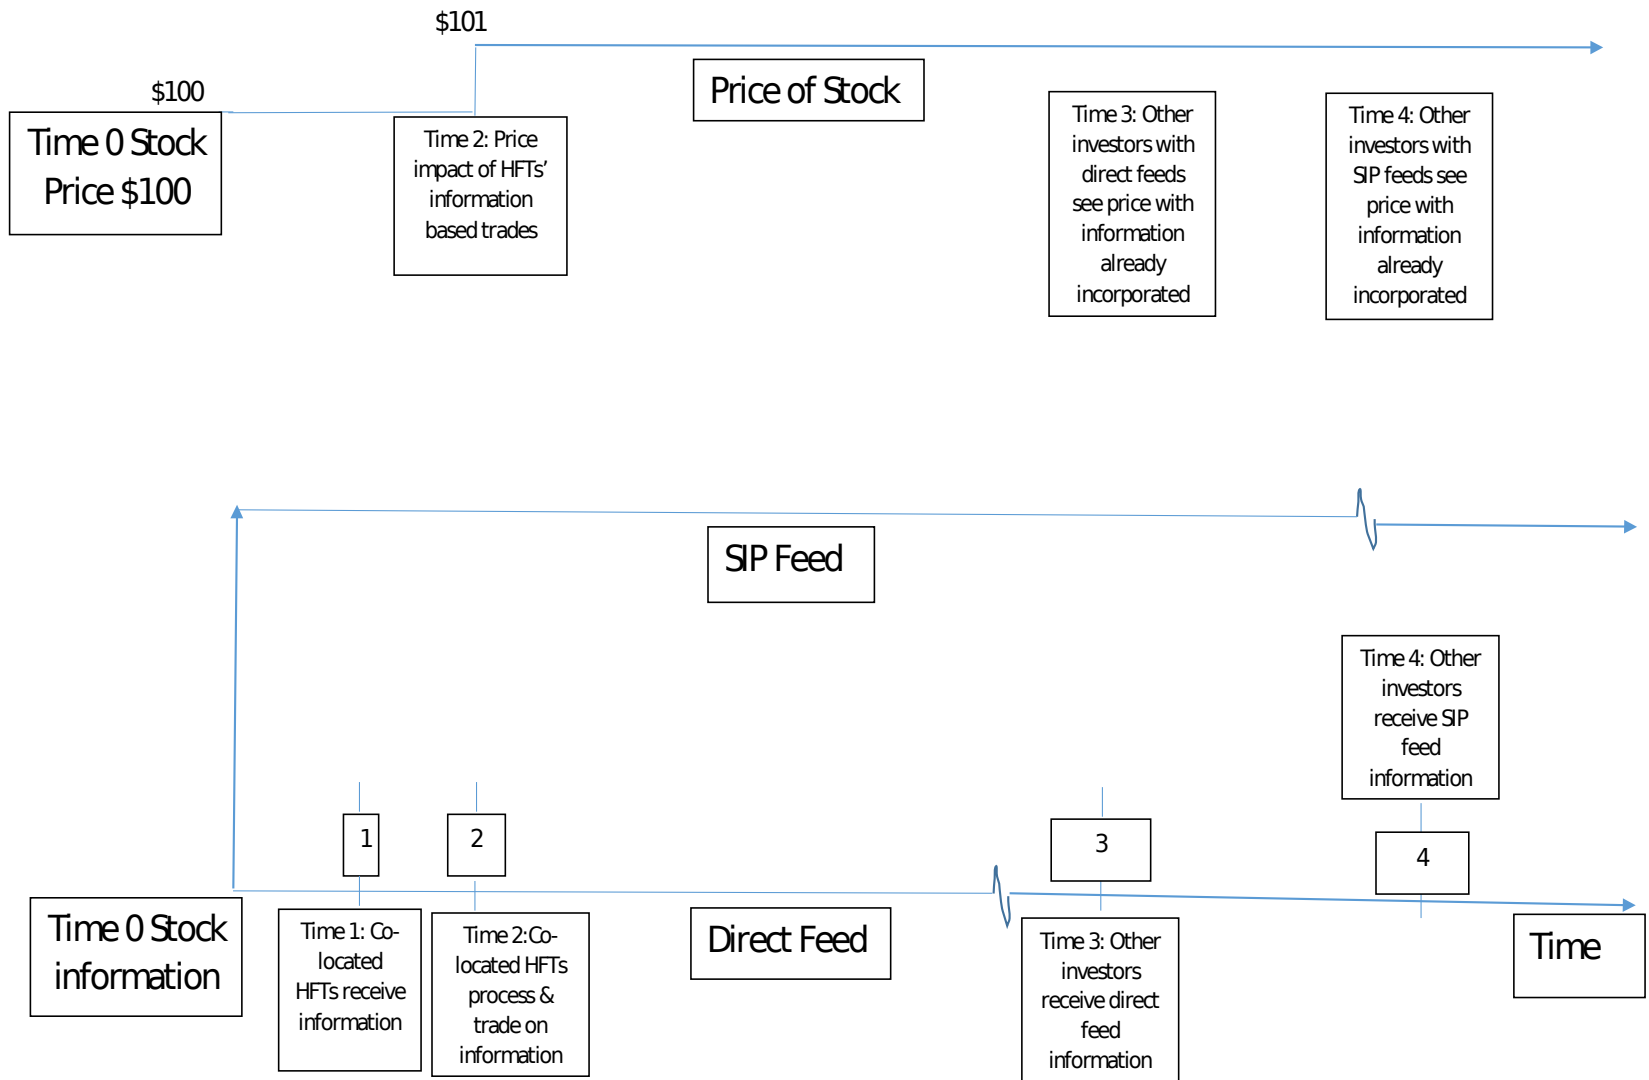 $101
$100
Price of Stock
Time 0 Stock
Price $100
Time 2: Price
impact of HFTs’
information
based trades
Time 3: Other
investors with
direct feeds
see price with
information
already
incorporated
Time 4: Other
investors with
SIP feeds see
price with
information
already
incorporated
SIP Feed
Time 4: Other
investors
receive SIP
feed
information
1
2
3
4
Time 0 Stock
information
Time 1: Co-
located
HFTs receive
information
Time 2:Co-
located HFTs
process &
trade on
information
Direct Feed
Time 3: Other
investors
receive direct
feed
information
Time